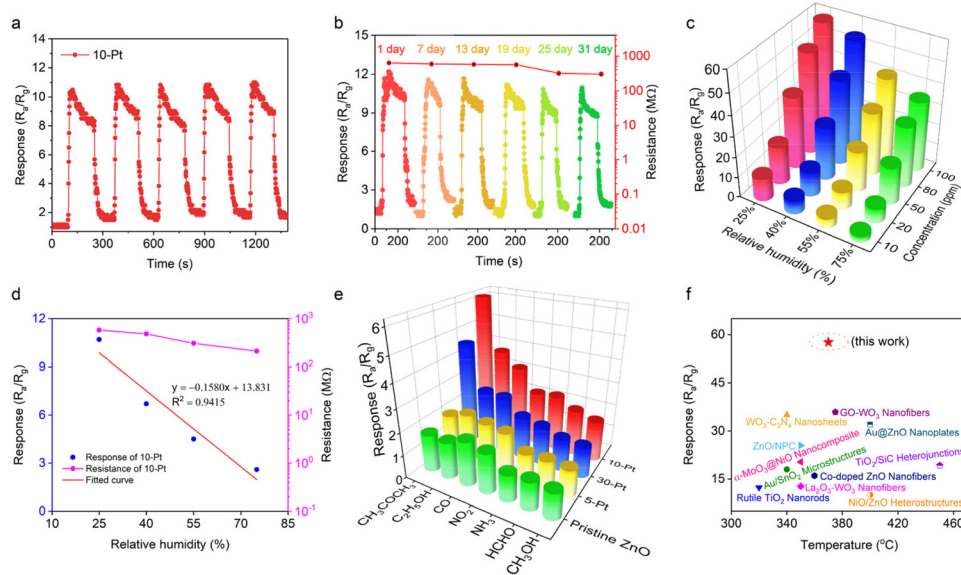 a
14
12
10
8
6
4
2
Response (Ra/Rg)
10-Pt
0 300 600 900 1200
Time (s)
b
15
12
9
6
3
0
Response (Ra/Rg)
1 day 7 day 13 day 19 day 25 day 31 day
1000
100
10
1
0.1
0.01
Resistance (MΩ)
0 200 200 200 200 200 200
Time (s)
c
60
50
40
30
20
10
0
Response (Ra/Rg)
25%
40%
55%
75%
Relative humidity (%)
100
80
50
20
10
Concentration (ppm)
d
12
9
6
3
0
Response (Ra/Rg)
y = −0.1580x + 13.831
R² = 0.9415
Response of 10-Pt
Resistance of 10-Pt
Fitted curve
10³
10²
10¹
10⁰
10⁻¹
Resistance (MΩ)
10 25 40 55 70 85
Relative humidity (%)
e
6
5
4
3
2
1
0
Response (Ra/Rg)
CH₃COCH₃
C₂H₅OH
CO
NO₂
NH₃
HCHO
CH₃OH
10-Pt
30-Pt
5-Pt
Pristine ZnO
f
60
45
30
15
Response (Ra/Rg)
(this work)
GO-WO₃ Nanofibers
WO₃-C₃N₄ Nanosheets
Au@ZnO Nanoplates
ZnO/NPC
α-MoO₃@NiO Nanocomposite
TiO₂/SiC Heterojunctions
Au/SnO₂ Microstructures
Co-doped ZnO Nanofibers
La₂O₃-WO₃ Nanofibers
Rutile TiO₂ Nanorods
NiO/ZnO Heterostructures
300 340 380 420 460
Temperature (°C)